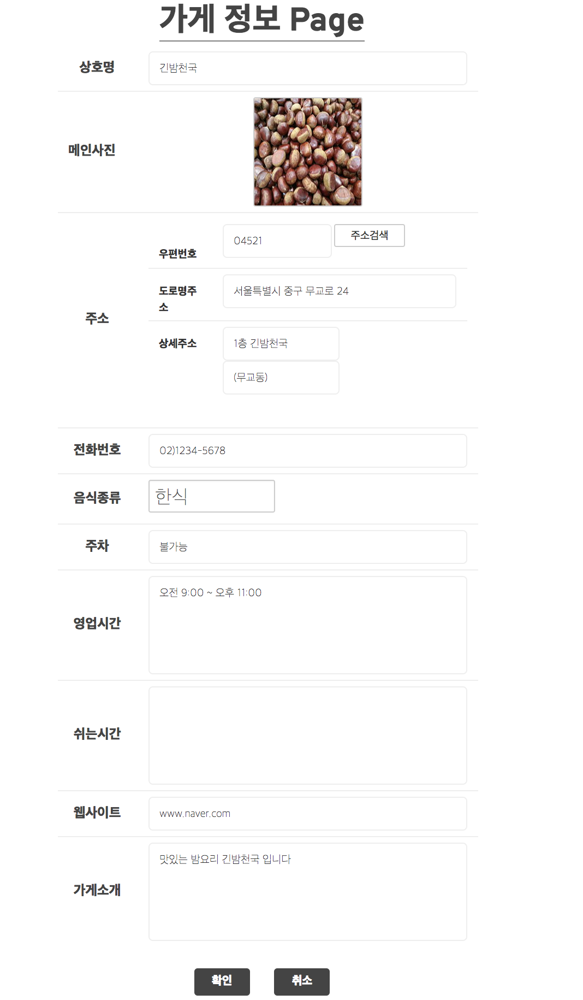 가게 정보 Page
상호명
긴밤천국
메인사진
주소
우편번호
04521
주소검색
도로명주
소
서울특별시 중구 무교로 24
상세주소
1층 긴밤천국
(무교동)
전화번호
02)1234-5678
음식종류
한식
주차
불가능
영업시간
오전 9:00 ~ 오후 11:00
쉬는시간
웹사이트
www.naver.com
가게소개
맛있는 밤요리 긴밤천국 입니다
확인
취소